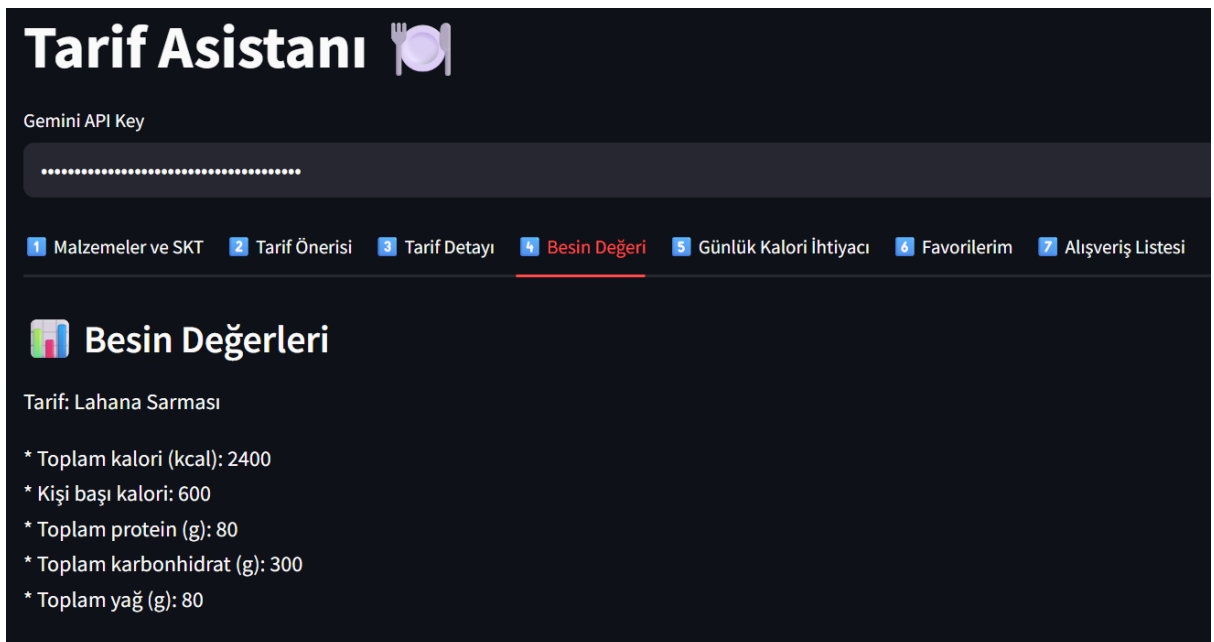 Tarif Asistanı 🍽️
Gemini API Key
•••••••••••••••••••••••••••••••••••••••
1 Malzemeler ve SKT 2 Tarif Önerisi 3 Tarif Detayı 4 Besin Değeri 5 Günlük Kalori İhtiyacı 6 Favorilerim 7 Alışveriş Listesi
📊 Besin Değerleri
Tarif: Lahana Sarması
* Toplam kalori (kcal): 2400
* Kişi başı kalori: 600
* Toplam protein (g): 80
* Toplam karbonhidrat (g): 300
* Toplam yağ (g): 80